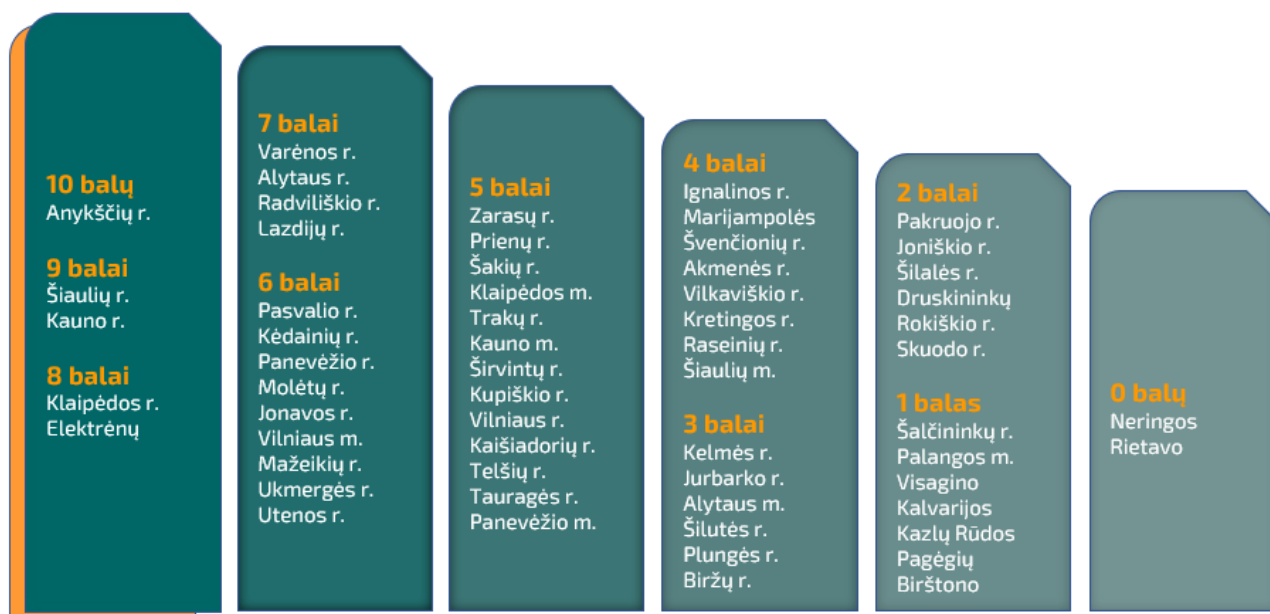 10 balų
Anykščių r.
9 balai
Šiaulių r.
Kauno r.
8 balai
Klaipėdos r.
Elektrėnų
7 balai
Varėnos r.
Alytaus r.
Radviliškio r.
Lazdijų r.
6 balai
Pasvalio r.
Kėdainių r.
Panevėžio r.
Molėtų r.
Jonavos r.
Vilniaus m.
Mažeikių r.
Ukmergės r.
Utenos r.
5 balai
Zarasų r.
Prienų r.
Šakių r.
Klaipėdos m.
Trakų r.
Kauno m.
Širvintų r.
Kupiškio r.
Vilniaus r.
Kaišiadorių r.
Telšių r.
Tauragės r.
Panevėžio m.
4 balai
Ignalinos r.
Marijampolės
Švenčionių r.
Akmenės r.
Vilkaviškio r.
Kretingos r.
Raseinių r.
Šiaulių m.
3 balai
Kelmės r.
Jurbarko r.
Alytaus m.
Šilutės r.
Plungės r.
Biržų r.
2 balai
Pakruojo r.
Joniškio r.
Šilalės r.
Druskininkų
Rokiškio r.
Skuodo r.
1 balas
Šalčininkų r.
Palangos m.
Visagino
Kalvarijos
Kazlų Rūdos
Pagėgių
Birštono
0 balų
Neringos
Rietavo